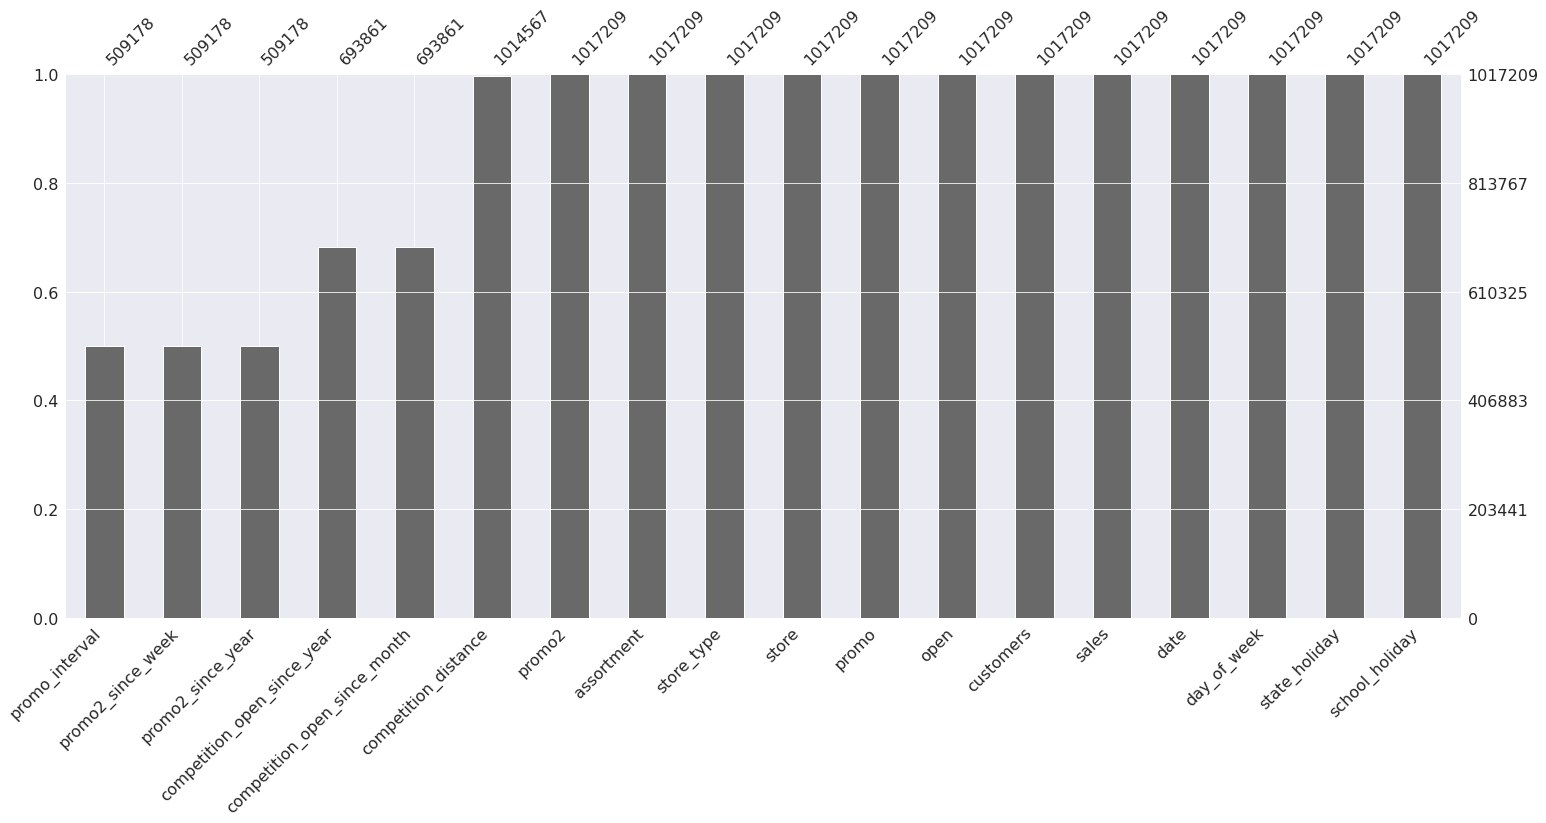 509178
509178
509178
693861
693861
1014567
1017209
1017209
1017209
1017209
1017209
1017209
1017209
1017209
1017209
1017209
1017209
1017209
1.0
1017209
0.8
813767
0.6
610325
0.4
406883
0.2
203441
0.0
0
promo_interval
promo2_since_week
promo2_since_year
competition_open_since_year
competition_open_since_month
competition_distance
promo2
assortment
store_type
store
promo
open
customers
sales
date
day_of_week
state_holiday
school_holiday